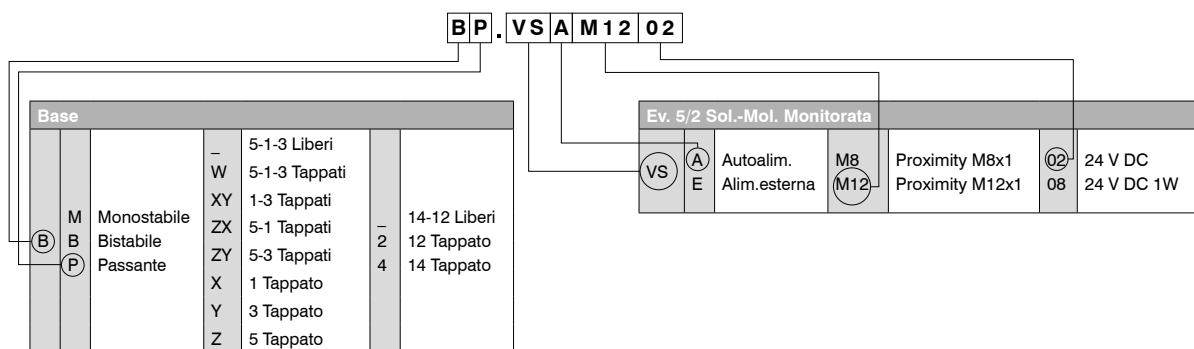 BP.VSAM1202
Base
_ 5-1-3 Liberi
W 5-1-3 Tappati
XY 1-3 Tappati
ZX 5-1 Tappati
ZY 5-3 Tappati
X 1 Tappato
Y 3 Tappato
Z 5 Tappato
B
M Monostabile
B Bistabile
P Passante
_ 14-12 Liberi
2 12 Tappato
4 14 Tappato
Ev. 5/2 Sol.-Mol. Monitorata
VS
A Autoalim. M8 Proximity M8x1 02 24 V DC
E Alim.esterna M12 Proximity M12x1 08 24 V DC 1W